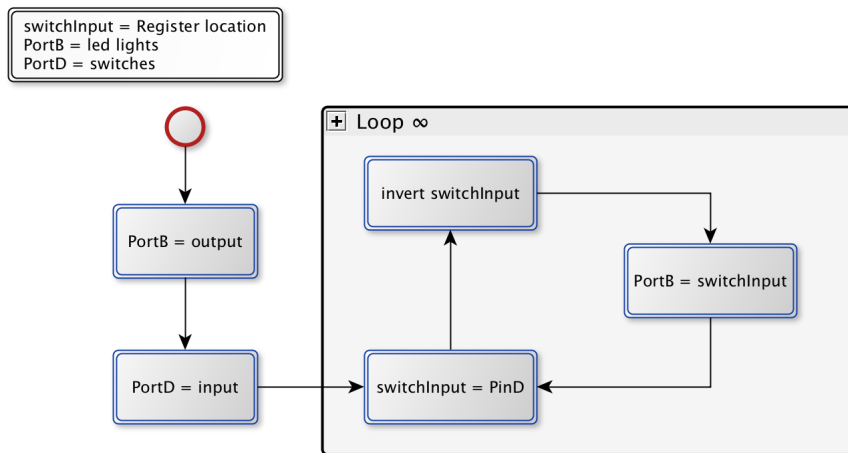 switchInput = Register location
PortB = led lights
PortD = switches
Loop ∞
invert switchInput
PortB = output
PortB = switchInput
PortD = input
switchInput = PinD